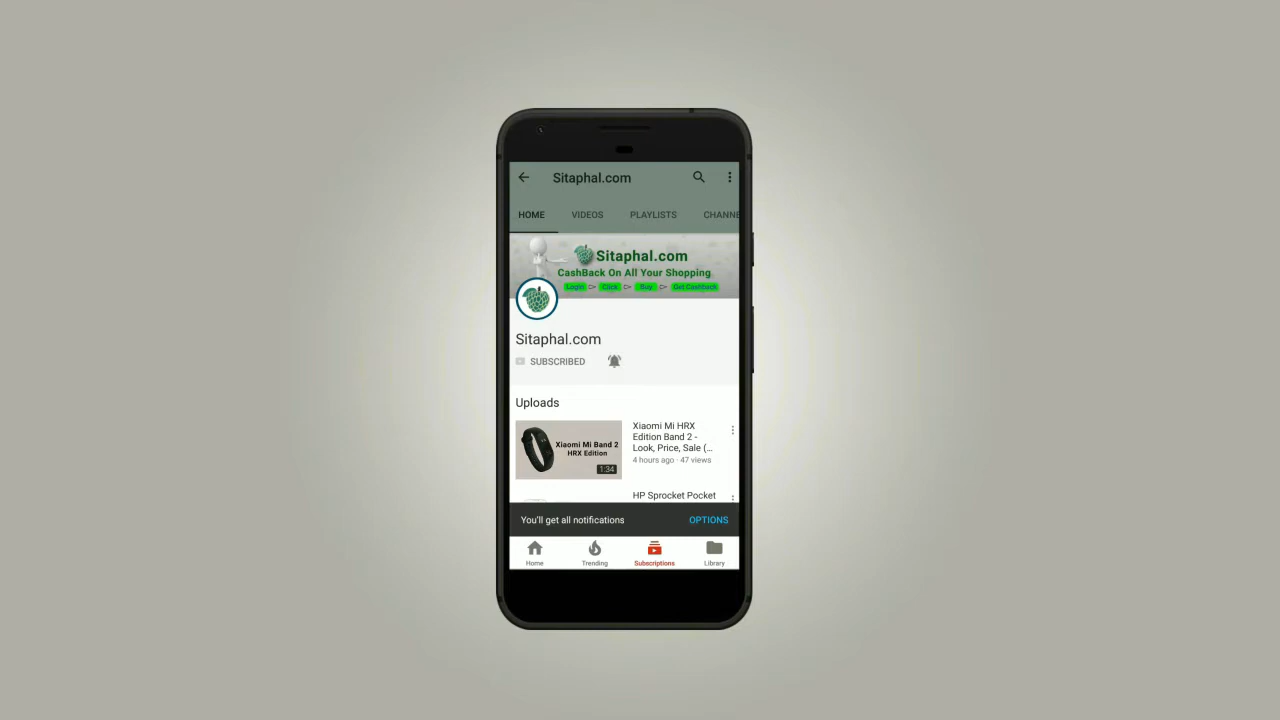 Sitaphal.com
HOME VIDEOS PLAYLISTS CHANNE
Sitaphal.com
CashBack On All Your Shopping
Login Click Buy Get Cashback
Sitaphal.com
SUBSCRIBED
Uploads
Xiaomi Mi Band 2
HRX Edition
1:34
Xiaomi Mi HRX
Edition Band 2 -
Look, Price, Sale (...
4 hours ago · 47 views
HP Sprocket Pocket
You'll get all notifications OPTIONS
Home Trending Subscriptions Library